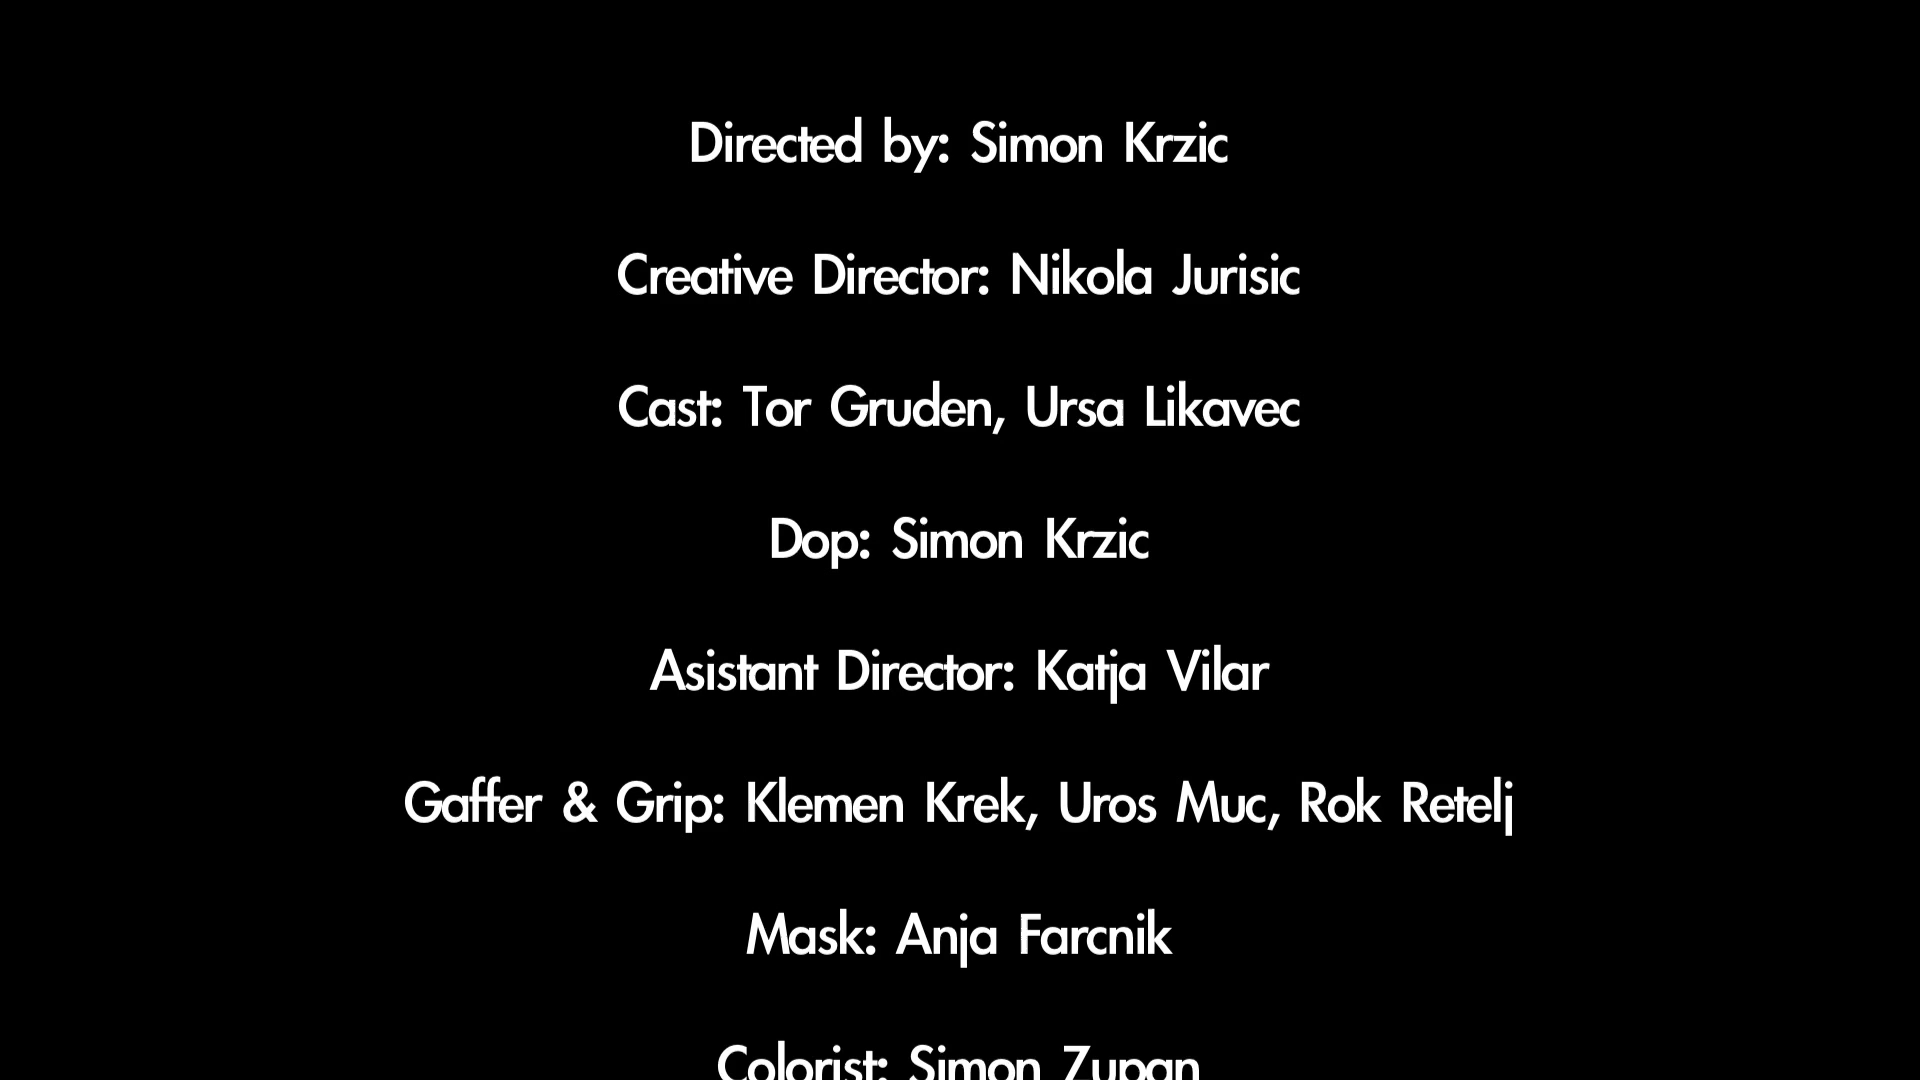 Directed by: Simon Krzic
Creative Director: Nikola Jurisic
Cast: Tor Gruden, Ursa Likavec
Dop: Simon Krzic
Asistant Director: Katja Vilar
Gaffer & Grip: Klemen Krek, Uros Muc, Rok Retelj
Mask: Anja Farcnik
Colorist: Simon Zupan